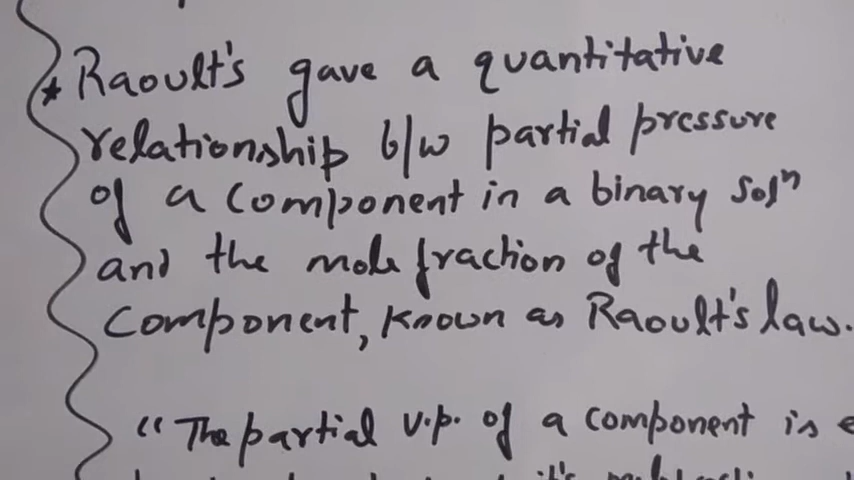 * Raoult's gave a quantitative
relationship b/w partial pressure
of a component in a binary solⁿ
and the mole fraction of the
component, known as Raoult's law.
"The partial v.p. of a component is
it's